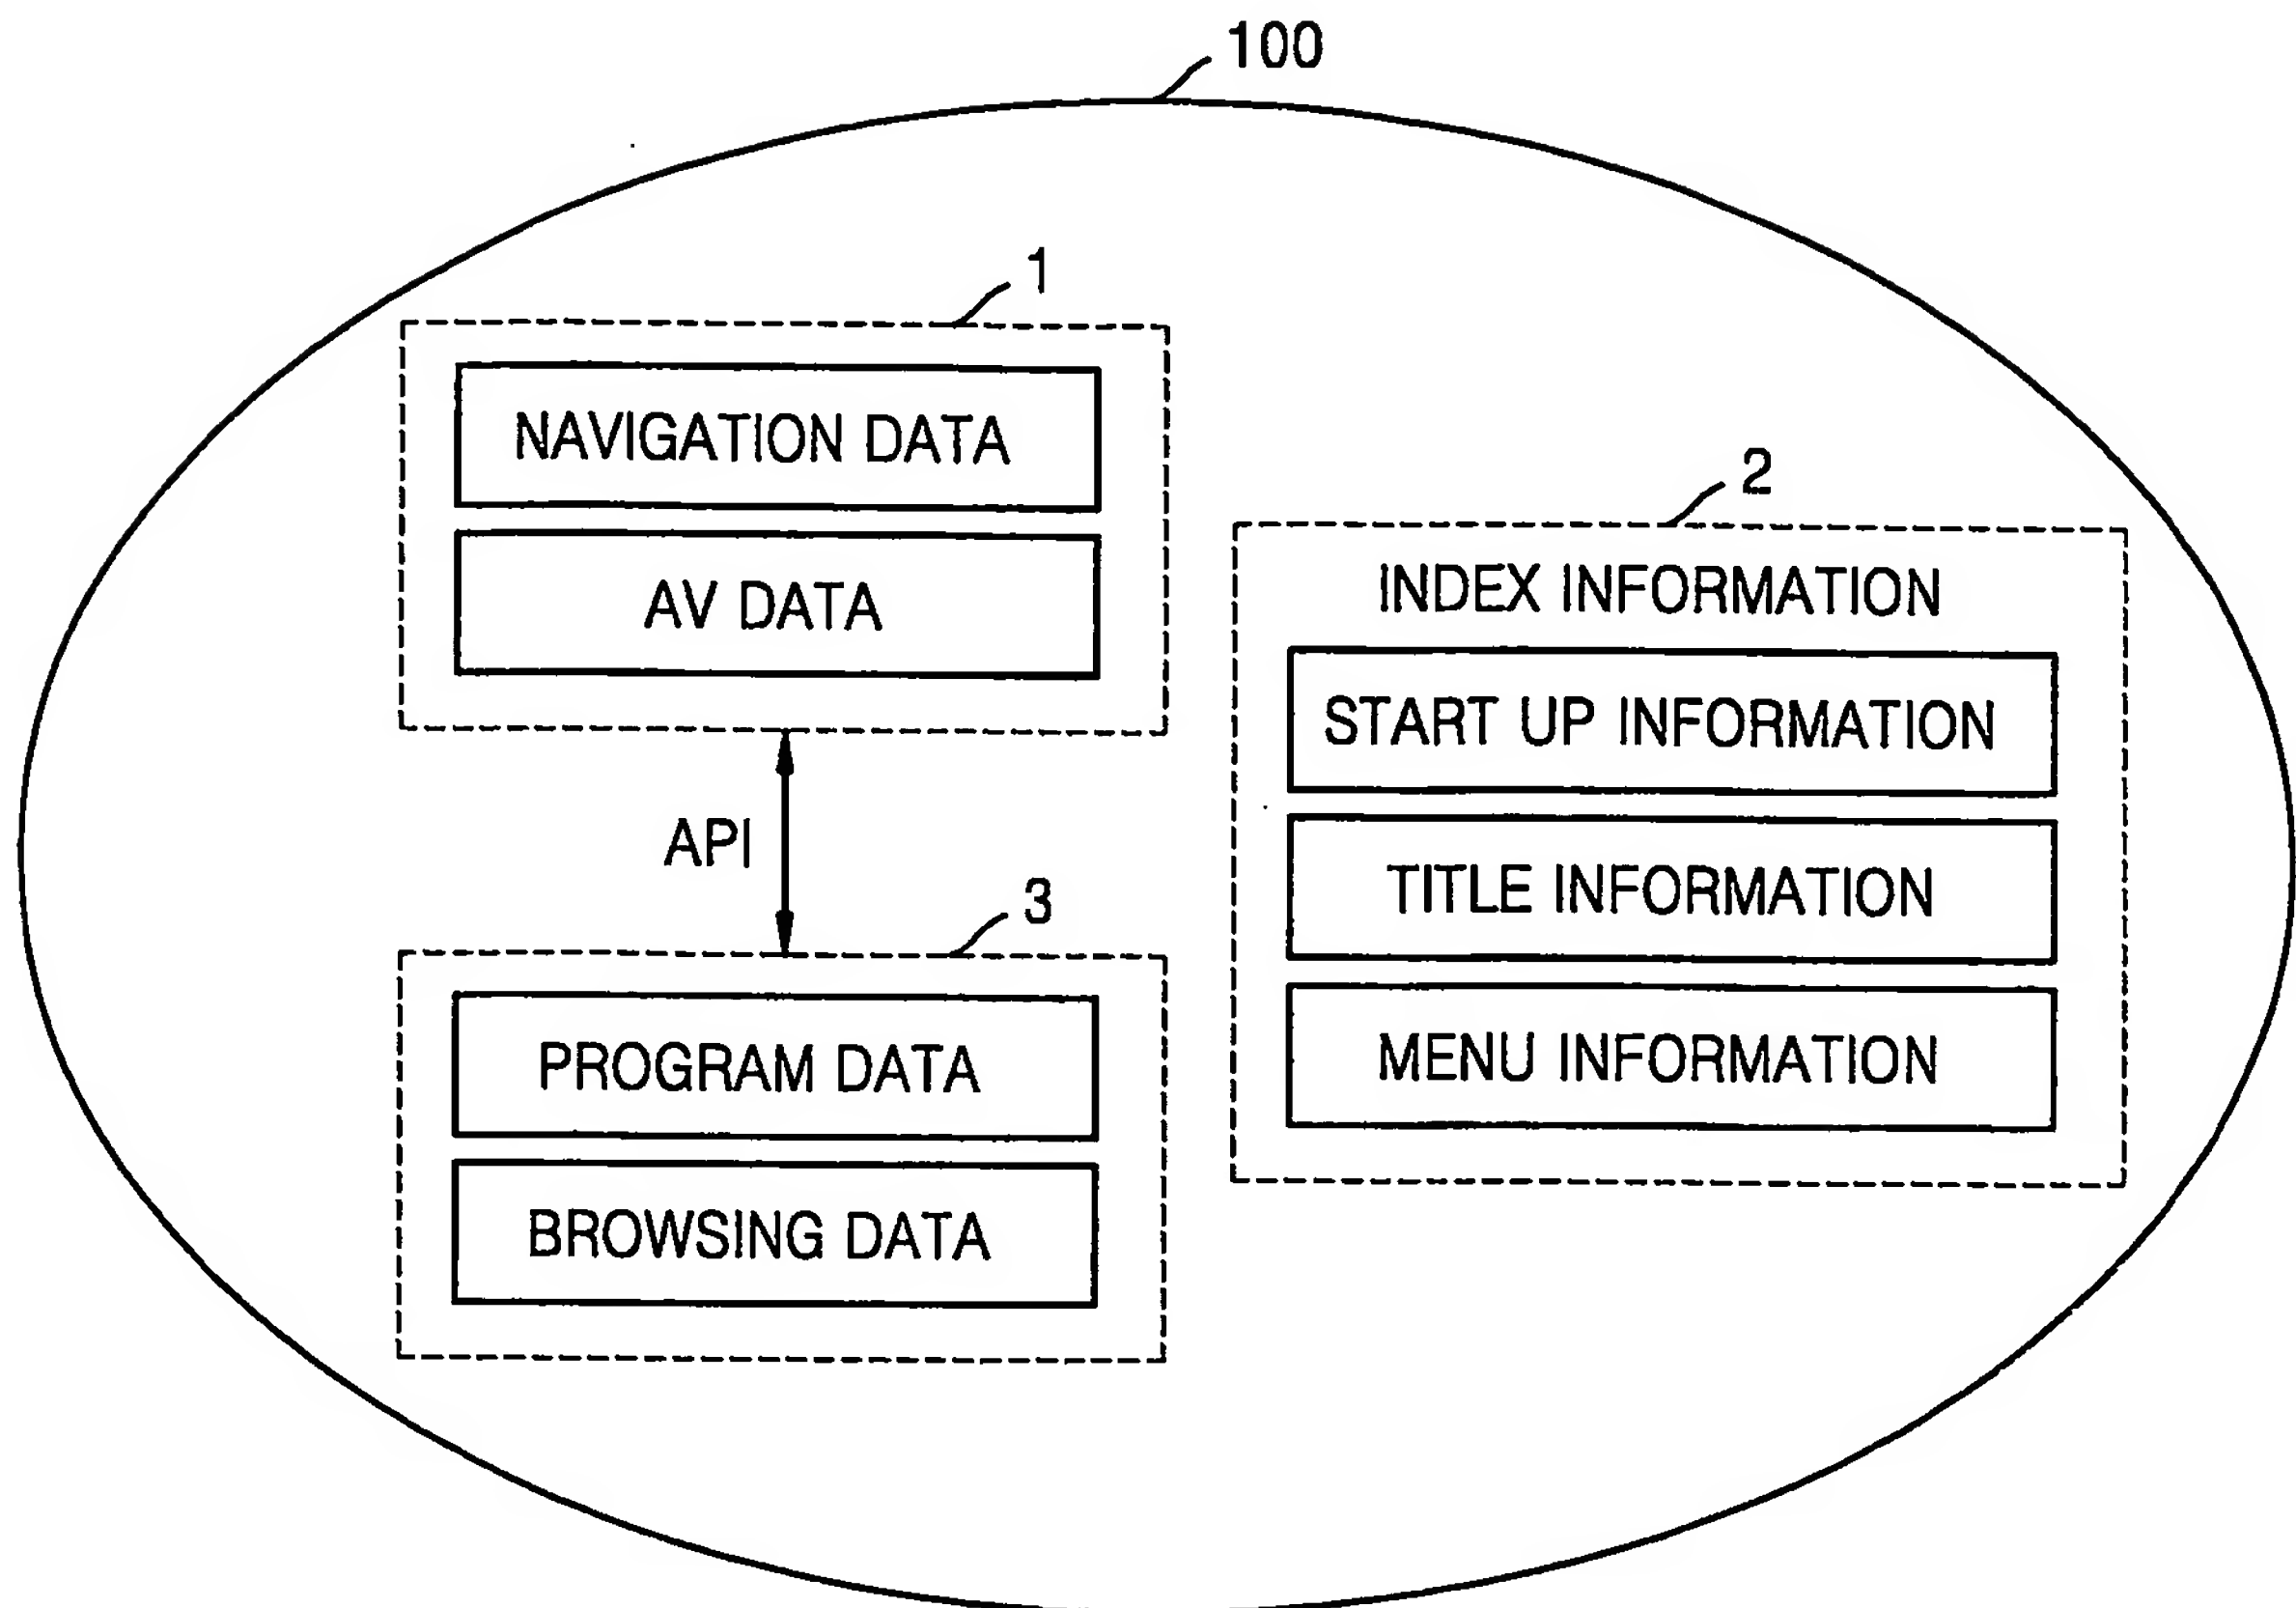 100
1
NAVIGATION DATA
AV DATA
2
INDEX INFORMATION
START UP INFORMATION
TITLE INFORMATION
MENU INFORMATION
API
3
PROGRAM DATA
BROWSING DATA